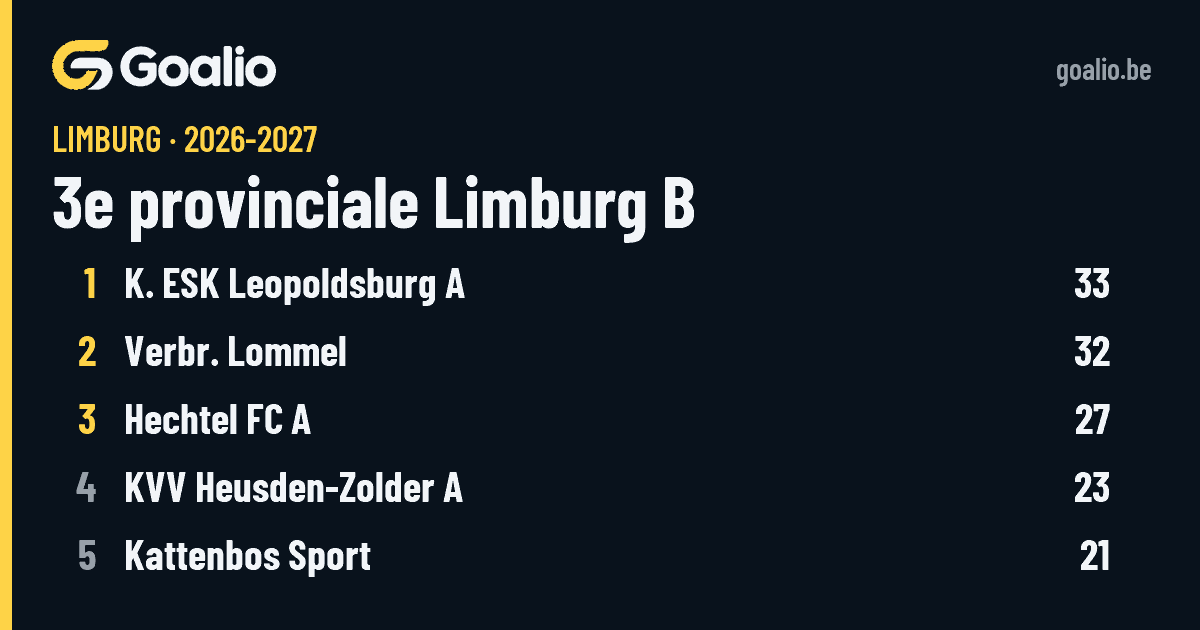 Goalio
goalio.be
LIMBURG · 2026-2027
3e provinciale Limburg B
1 K. ESK Leopoldsburg A 33
2 Verbr. Lommel 32
3 Hechtel FC A 27
4 KVV Heusden-Zolder A 23
5 Kattenbos Sport 21